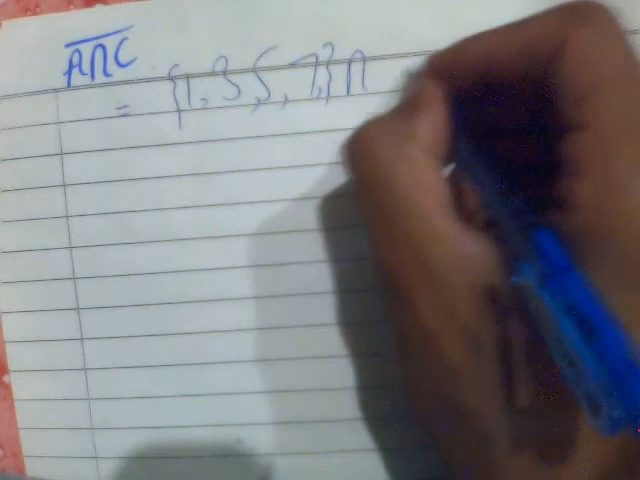 A∩C
= {1, 3, 5, 7,} ∩